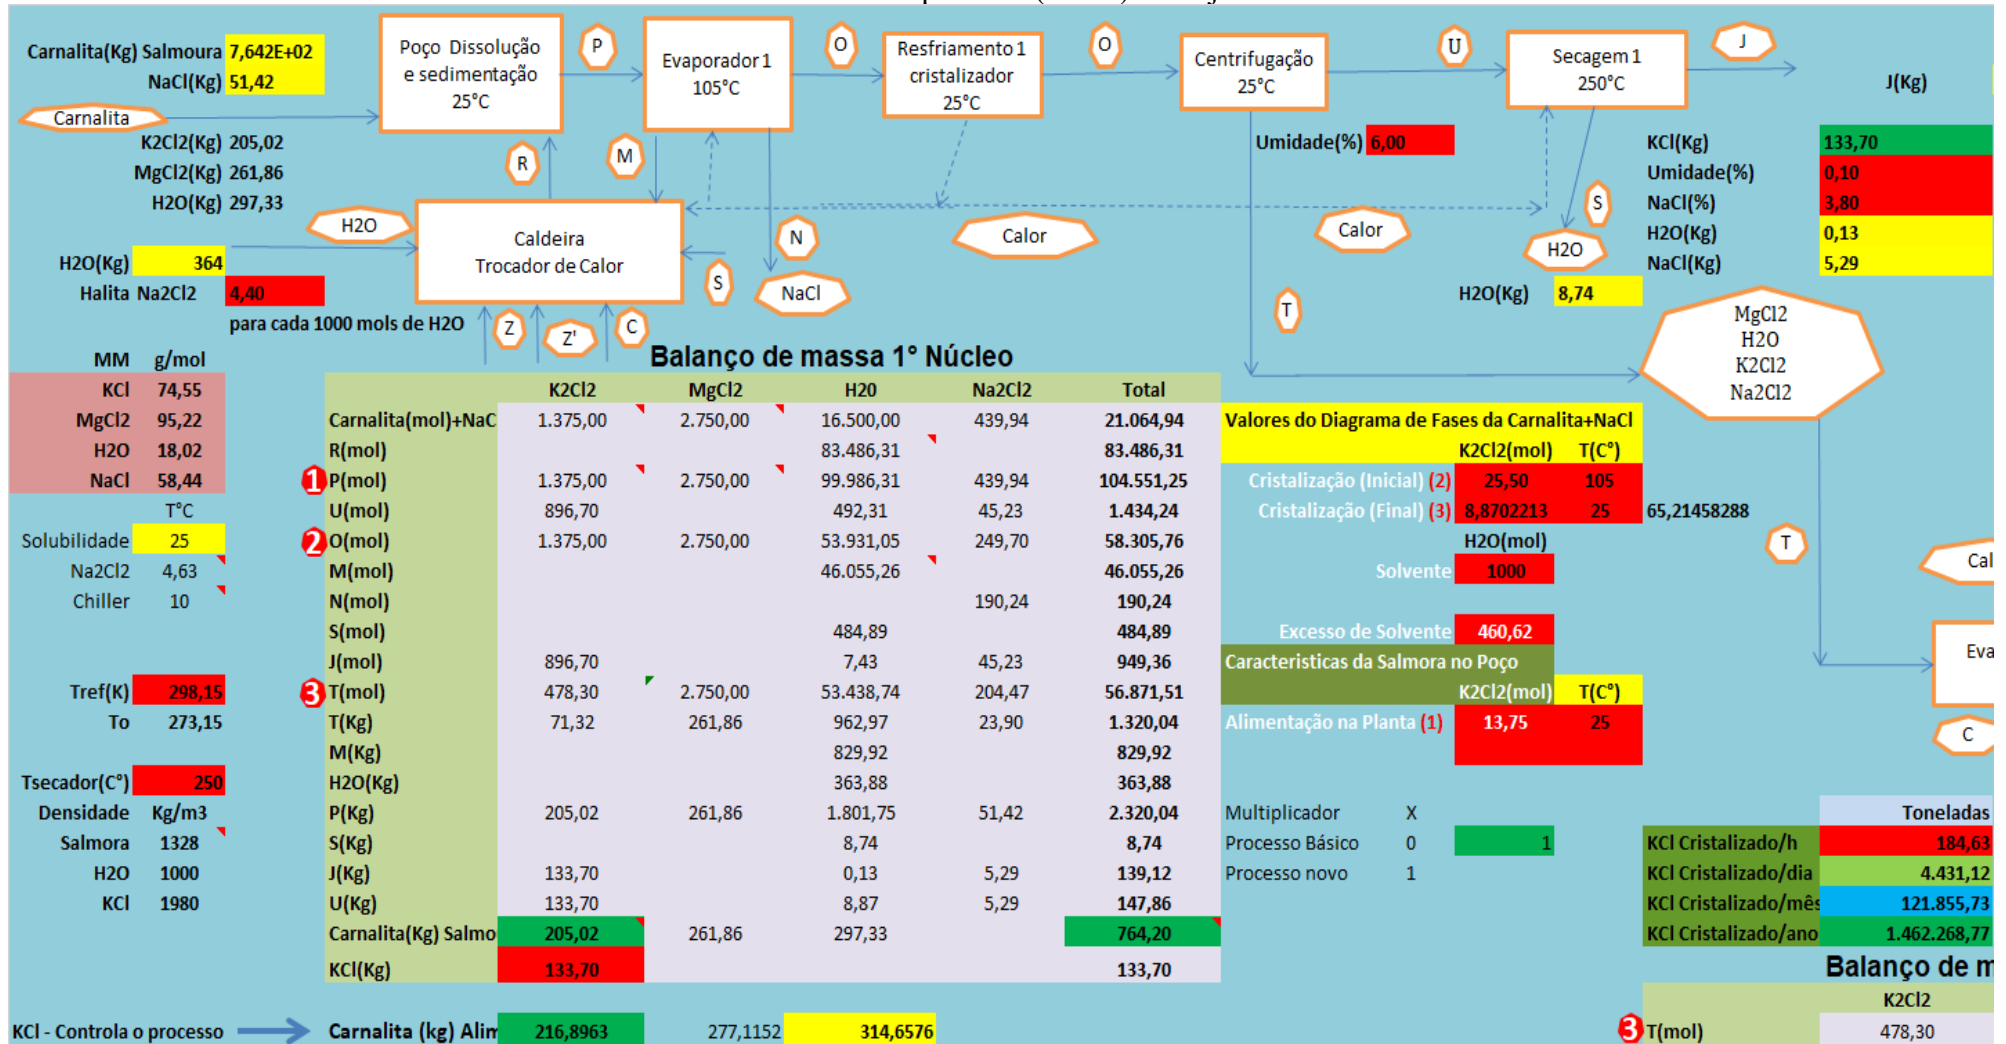 Carnalita(Kg) Salmoura 7,642E+02
NaCl(Kg) 51,42
Carnalita
K2Cl2(Kg) 205,02
MgCl2(Kg) 261,86
H2O(Kg) 297,33
H2O(Kg) 364
Halita Na2Cl2 4,40
para cada 1000 mols de H2O
Poço Dissolução
e sedimentação
25°C
P
Evaporador 1
105°C
O
Resfriamento 1
cristalizador
25°C
O
Centrifugação
25°C
U
Secagem 1
250°C
J
J(Kg)
R
M
H2O
Caldeira
Trocador de Calor
S
N
NaCl
Calor
Calor
Umidade(%) 6,00
S
H2O
H2O(Kg) 8,74
T
Z
Z'
C
KCl(Kg) 133,70
Umidade(%) 0,10
NaCl(%) 3,80
H2O(Kg) 0,13
NaCl(Kg) 5,29
MgCl2
H2O
K2Cl2
Na2Cl2
T
Cal
Eva
C
MM g/mol
KCl 74,55
MgCl2 95,22
H2O 18,02
NaCl 58,44
T°C
Solubilidade 25
Na2Cl2 4,63
Chiller 10
Tref(K) 298,15
To 273,15
Tsecador(C°) 250
Densidade Kg/m3
Salmora 1328
H2O 1000
KCl 1980
Balanço de massa 1° Núcleo
K2Cl2 MgCl2 H20 Na2Cl2 Total
Carnalita(mol)+NaC 1.375,00 2.750,00 16.500,00 439,94 21.064,94
R(mol) 83.486,31 83.486,31
1 P(mol) 1.375,00 2.750,00 99.986,31 439,94 104.551,25
U(mol) 896,70 492,31 45,23 1.434,24
2 O(mol) 1.375,00 2.750,00 53.931,05 249,70 58.305,76
M(mol) 46.055,26 46.055,26
N(mol) 190,24 190,24
S(mol) 484,89 484,89
J(mol) 896,70 7,43 45,23 949,36
3 T(mol) 478,30 2.750,00 53.438,74 204,47 56.871,51
T(Kg) 71,32 261,86 962,97 23,90 1.320,04
M(Kg) 829,92 829,92
H2O(Kg) 363,88 363,88
P(Kg) 205,02 261,86 1.801,75 51,42 2.320,04
S(Kg) 8,74 8,74
J(Kg) 133,70 0,13 5,29 139,12
U(Kg) 133,70 8,87 5,29 147,86
Carnalita(Kg) Salmo 205,02 261,86 297,33 764,20
KCl(Kg) 133,70 133,70
KCl - Controla o processo Carnalita (kg) Alim 216,8963 277,1152 314,6576
Valores do Diagrama de Fases da Carnalita+NaCl
K2Cl2(mol) T(C°)
Cristalização (Inicial) (2) 25,50 105
Cristalização (Final) (3) 8,8702213 25 65,21458288
H2O(mol)
Solvente 1000
Excesso de Solvente 460,62
Caracteristicas da Salmora no Poço
K2Cl2(mol) T(C°)
Alimentação na Planta (1) 13,75 25
Multiplicador X
Processo Básico 0 1
Processo novo 1
Toneladas
KCl Cristalizado/h 184,63
KCl Cristalizado/dia 4.431,12
KCl Cristalizado/mês 121.855,73
KCl Cristalizado/ano 1.462.268,77
Balanço de m
K2Cl2
3 T(mol) 478,30